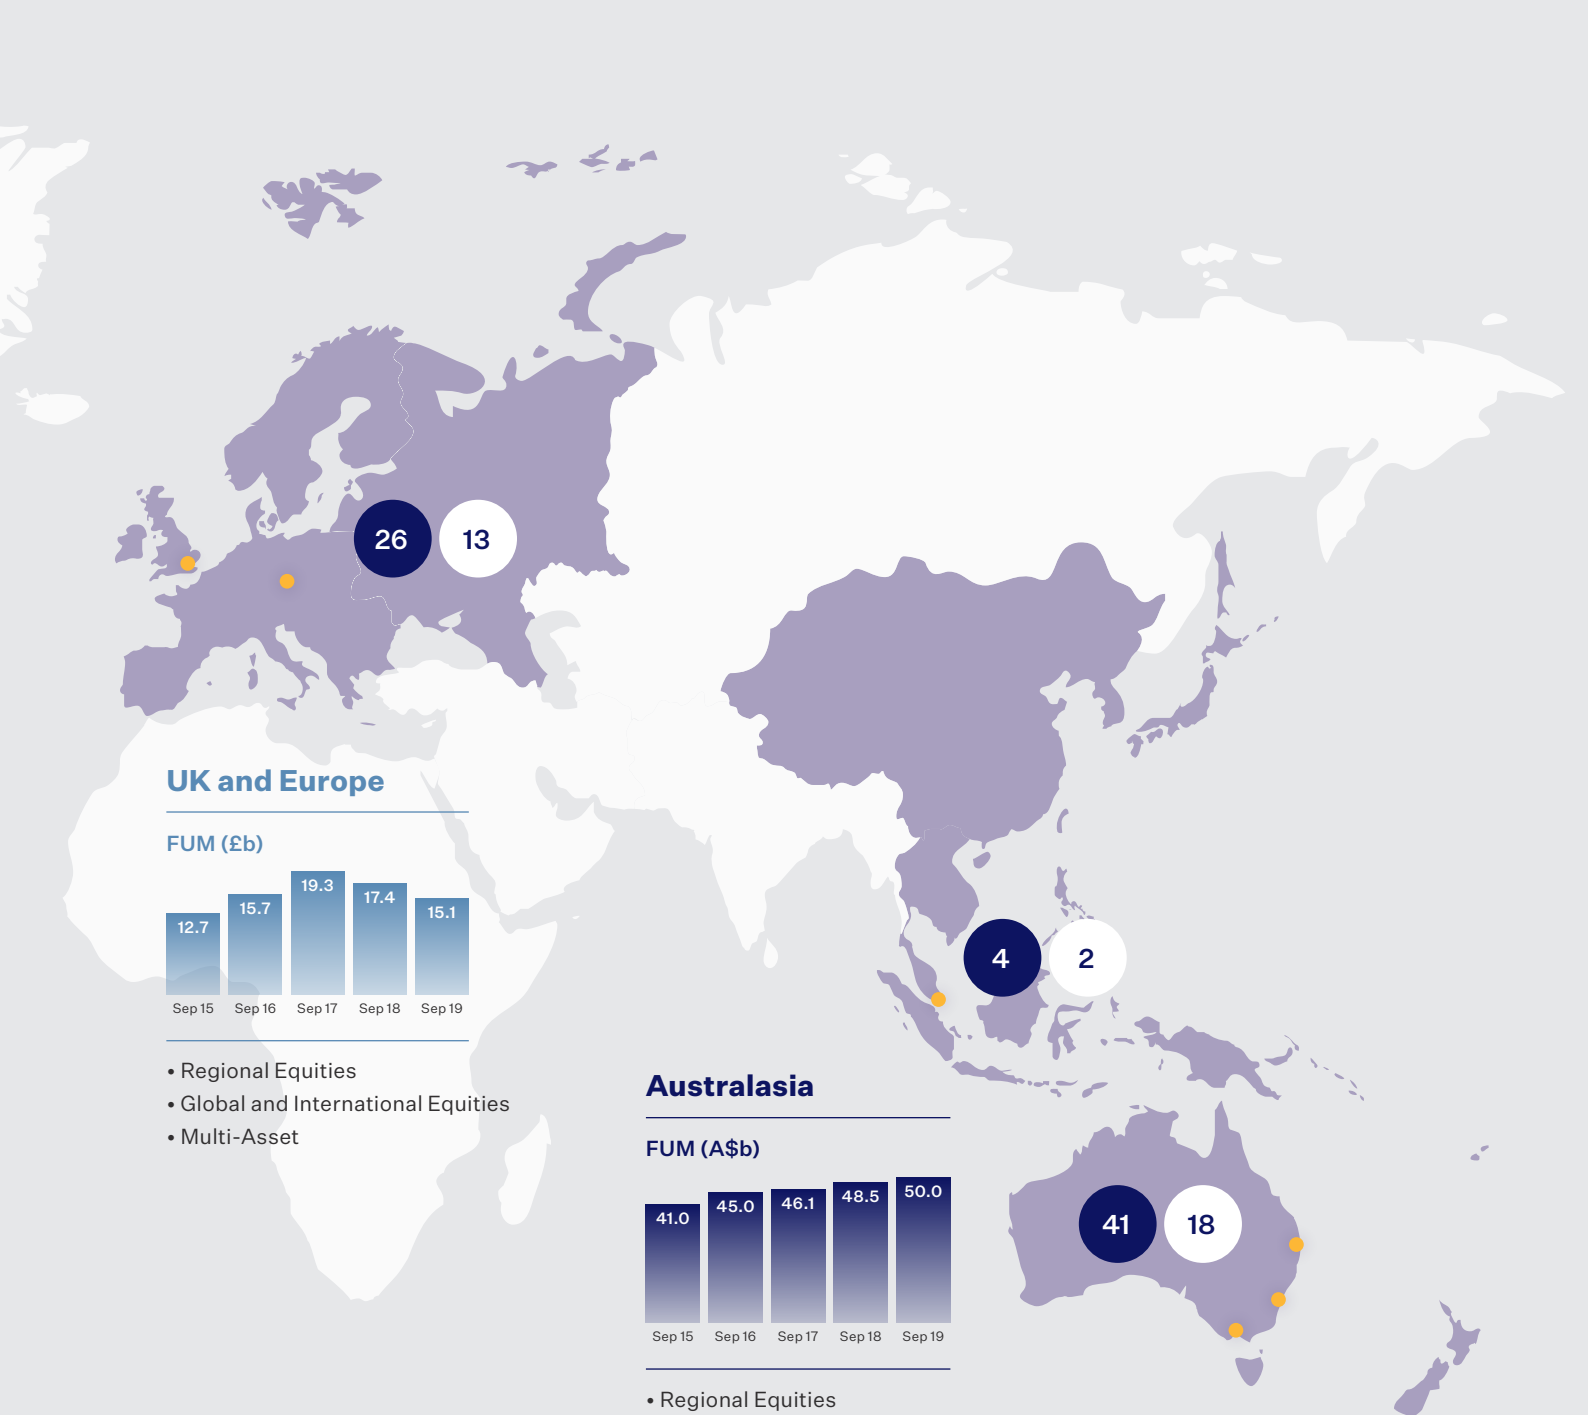 26
13
UK and Europe
FUM (£b)
12.7
15.7
19.3
17.4
15.1
Sep 15
Sep 16
Sep 17
Sep 18
Sep 19
• Regional Equities
• Global and International Equities
• Multi-Asset
4
2
Australasia
FUM (A$b)
41.0
45.0
46.1
48.5
50.0
Sep 15
Sep 16
Sep 17
Sep 18
Sep 19
• Regional Equities
41
18